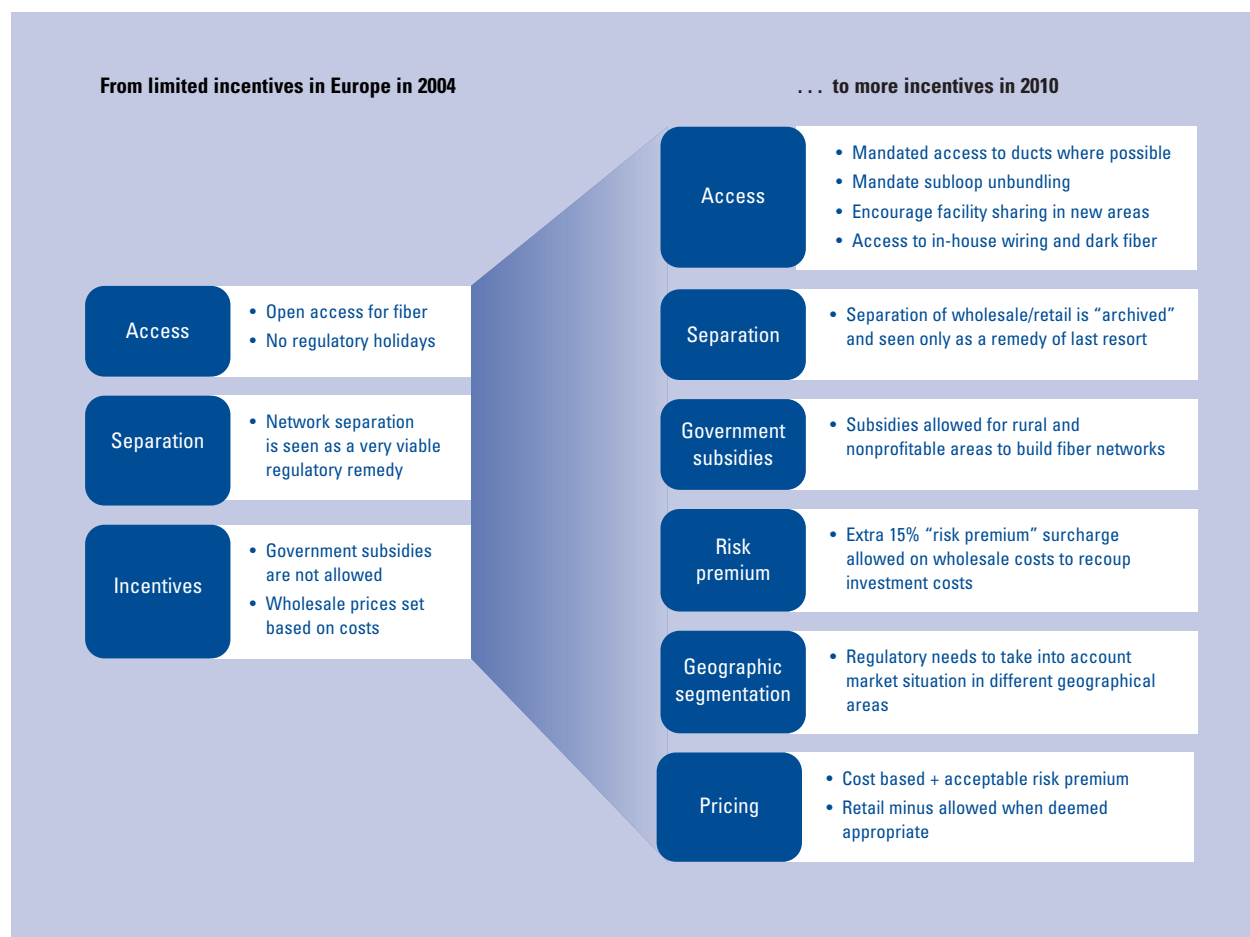 From limited incentives in Europe in 2004
Access
• Open access for fiber
• No regulatory holidays
Separation
• Network separation
is seen as a very viable
regulatory remedy
Incentives
• Government subsidies
are not allowed
• Wholesale prices set
based on costs
. . . to more incentives in 2010
Access
• Mandated access to ducts where possible
• Mandate subloop unbundling
• Encourage facility sharing in new areas
• Access to in-house wiring and dark fiber
Separation
• Separation of wholesale/retail is “archived”
and seen only as a remedy of last resort
Government
subsidies
• Subsidies allowed for rural and
nonprofitable areas to build fiber networks
Risk
premium
• Extra 15% “risk premium” surcharge
allowed on wholesale costs to recoup
investment costs
Geographic
segmentation
• Regulatory needs to take into account
market situation in different geographical
areas
Pricing
• Cost based + acceptable risk premium
• Retail minus allowed when deemed
appropriate